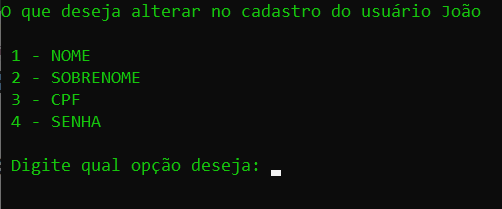 O que deseja alterar no cadastro do usuário João
1 - NOME
2 - SOBRENOME
3 - CPF
4 - SENHA
Digite qual opção deseja: